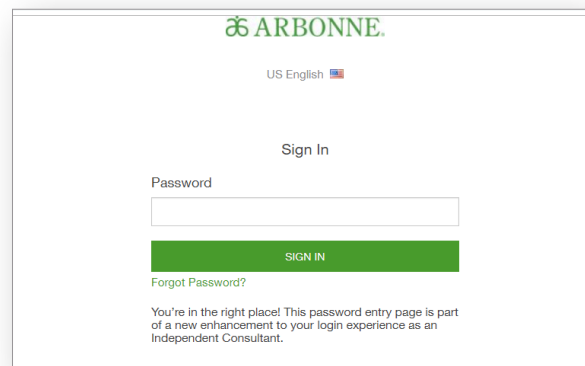 ARBONNE.
US English
Sign In
Password
SIGN IN
Forgot Password?
You're in the right place! This password entry page is part
of a new enhancement to your login experience as an
Independent Consultant.